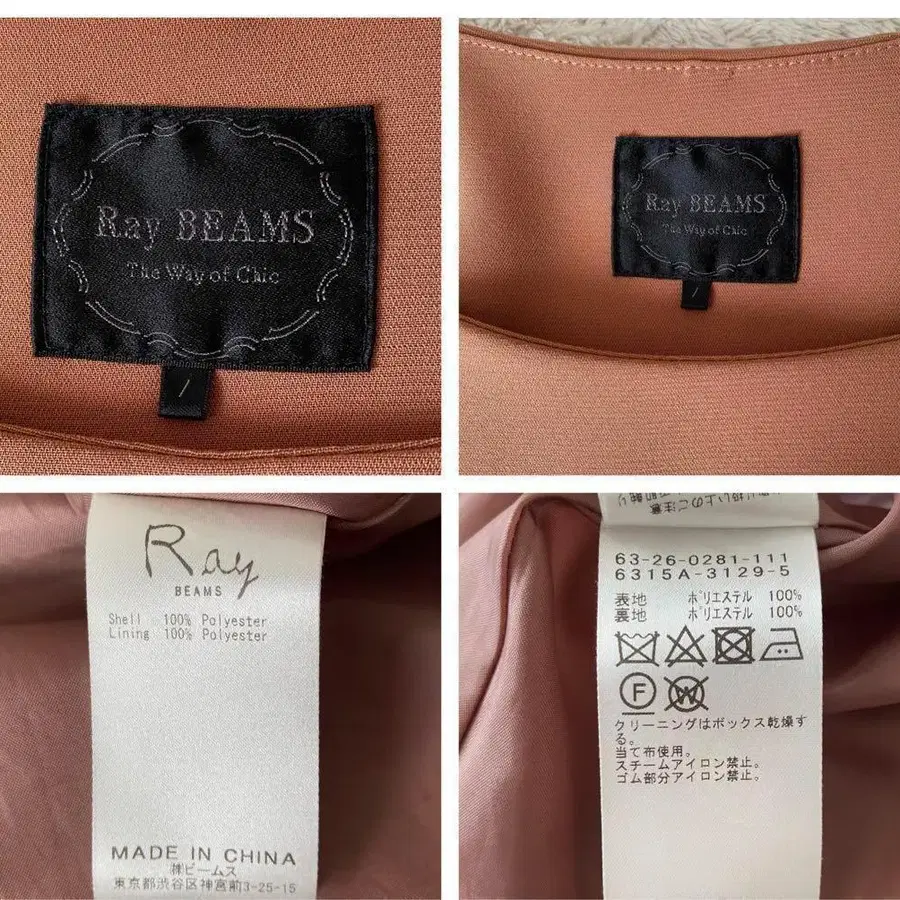 Ray BEAMS
The Way of Chic
/
Ray BEAMS
The Way of Chic
/
Ray
BEAMS
Shell 100% Polyester
Lining 100% Polyester
MADE IN CHINA
㈱ビームス
東京都渋谷区神宮前3-25-15
63-26-0281-111
6315A-3129-5
表地 ポリエステル 100%
裏地 ポリエステル 100%
F
W
クリーニングはボックス乾燥す
る。
当て布使用。
スチームアイロン禁止。
ゴム部分アイロン禁止。